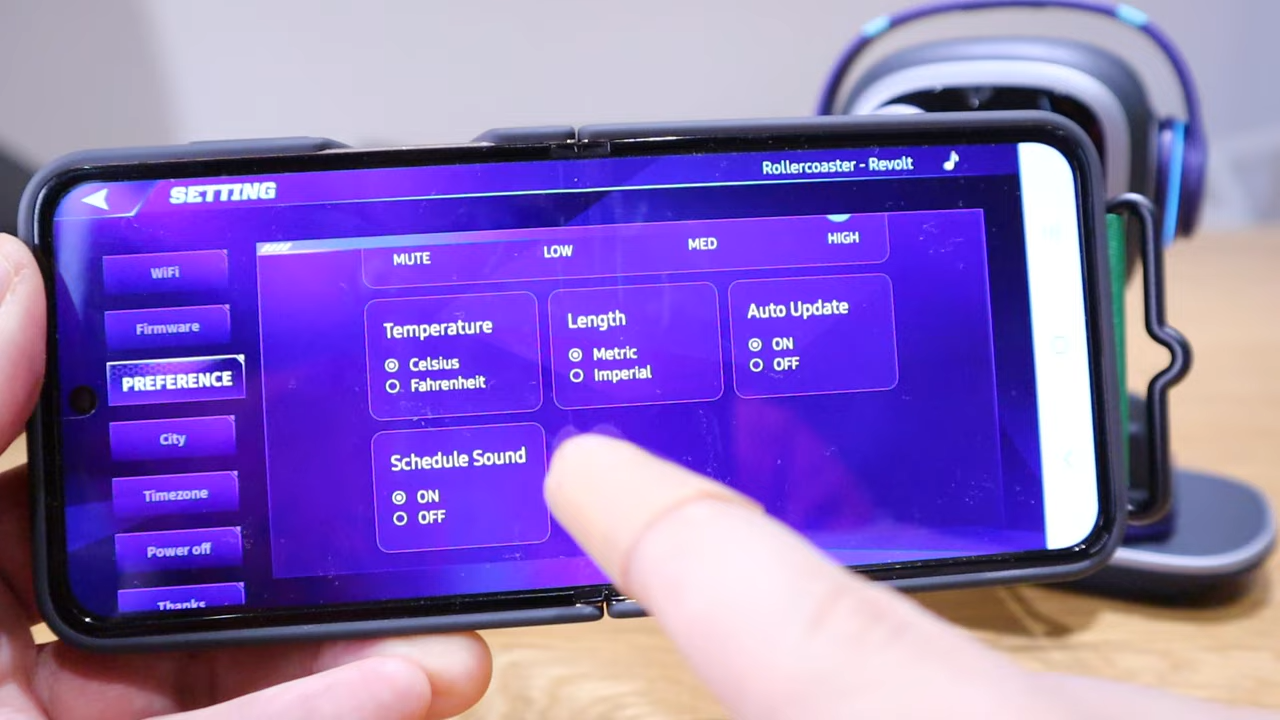 SETTING
Rollercoaster - Revolt
WiFi
Firmware
PREFERENCE
City
Timezone
Power off
Thanks
MUTE
LOW
MED
HIGH
Temperature
Celsius
Fahrenheit
Length
Metric
Imperial
Auto Update
ON
OFF
Schedule Sound
ON
OFF